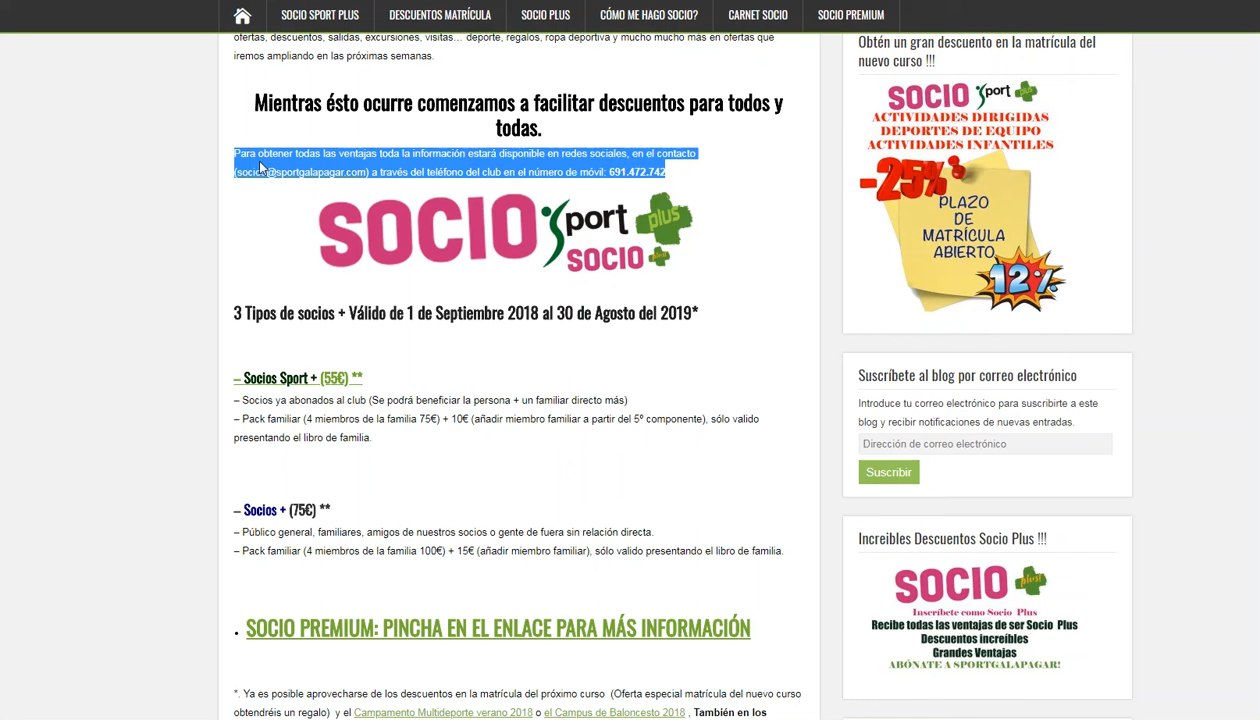 SOCIO SPORT PLUS
DESCUENTOS MATRÍCULA
SOCIO PLUS
CÓMO ME HAGO SOCIO?
CARNET SOCIO
SOCIO PREMIUM
ofertas, descuentos, salidas, excursiones, visitas… deporte, regalos, ropa deportiva y mucho mucho más en ofertas que
iremos ampliando en las próximas semanas.
Mientras ésto ocurre comenzamos a facilitar descuentos para todos y
todas.
Para obtener todas las ventajas toda la información estará disponible en redes sociales, en el contacto
@sportgalapagar.com) a través del teléfono del club en el número de móvil: 691.472.742
SOCIO Sport plus
SOCIO plus
3 Tipos de socios + Válido de 1 de Septiembre 2018 al 30 de Agosto del 2019*
– Socios Sport + (55€) **
– Socios ya abonados al club (Se podrá beneficiar la persona + un familiar directo más)
– Pack familiar (4 miembros de la familia 75€) + 10€ (añadir miembro familiar a partir del 5º componente), sólo valido
presentando el libro de familia.
– Socios + (75€) **
– Público general, familiares, amigos de nuestros socios o gente de fuera sin relación directa.
– Pack familiar (4 miembros de la familia 100€) + 15€ (añadir miembro familiar), sólo valido presentando el libro de familia.
• SOCIO PREMIUM: PINCHA EN EL ENLACE PARA MÁS INFORMACIÓN
*. Ya es posible aprovecharse de los descuentos en la matrícula del próximo curso (Oferta especial matrícula del nuevo curso
obtendréis un regalo) y el Campamento Multideporte verano 2018 o el Campus de Baloncesto 2018 , También en los
Obtén un gran descuento en la matrícula del
nuevo curso !!!
SOCIO Sport plus
ACTIVIDADES DIRIGIDAS
DEPORTES DE EQUIPO
ACTIVIDADES INFANTILES
-25%
PLAZO
DE
MATRÍCULA
ABIERTO
12%
Suscríbete al blog por correo electrónico
Introduce tu correo electrónico para suscribirte a este
blog y recibir notificaciones de nuevas entradas.
Dirección de correo electrónico
Suscribir
Increibles Descuentos Socio Plus !!!
SOCIO plus
Inscríbete como Socio Plus
Recibe todas las ventajas de ser Socio Plus
Descuentos increíbles
Grandes Ventajas
ABÓNATE A SPORTGALAPAGAR!